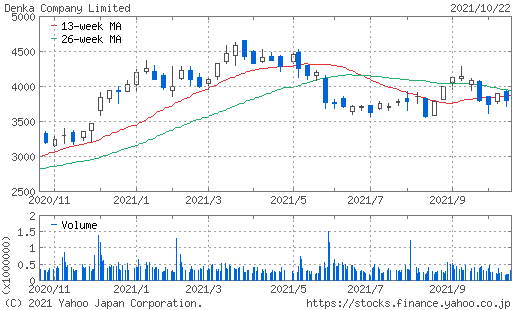 Denka Company Limited 2021/10/22
5000
13-week MA
26-week MA
4500
4000
3500
3000
2500
2020/11 2021/1 2021/3 2021/5 2021/7 2021/9
2
Volume
1.5
1
0.5
0
(x1000000)
2020/11 2021/1 2021/3 2021/5 2021/7 2021/9
(C) 2021 Yahoo Japan Corporation. https://stocks.finance.yahoo.co.jp